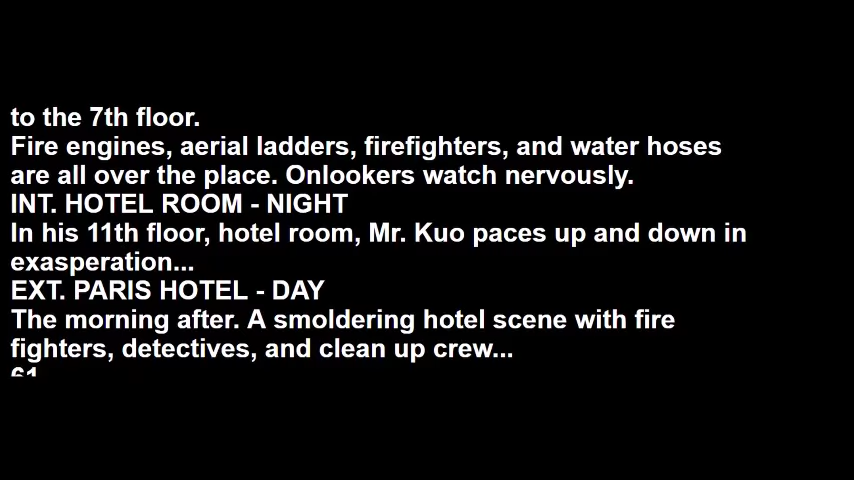 to the 7th floor.
Fire engines, aerial ladders, firefighters, and water hoses
are all over the place. Onlookers watch nervously.
INT. HOTEL ROOM - NIGHT
In his 11th floor, hotel room, Mr. Kuo paces up and down in
exasperation...
EXT. PARIS HOTEL - DAY
The morning after. A smoldering hotel scene with fire
fighters, detectives, and clean up crew...
61